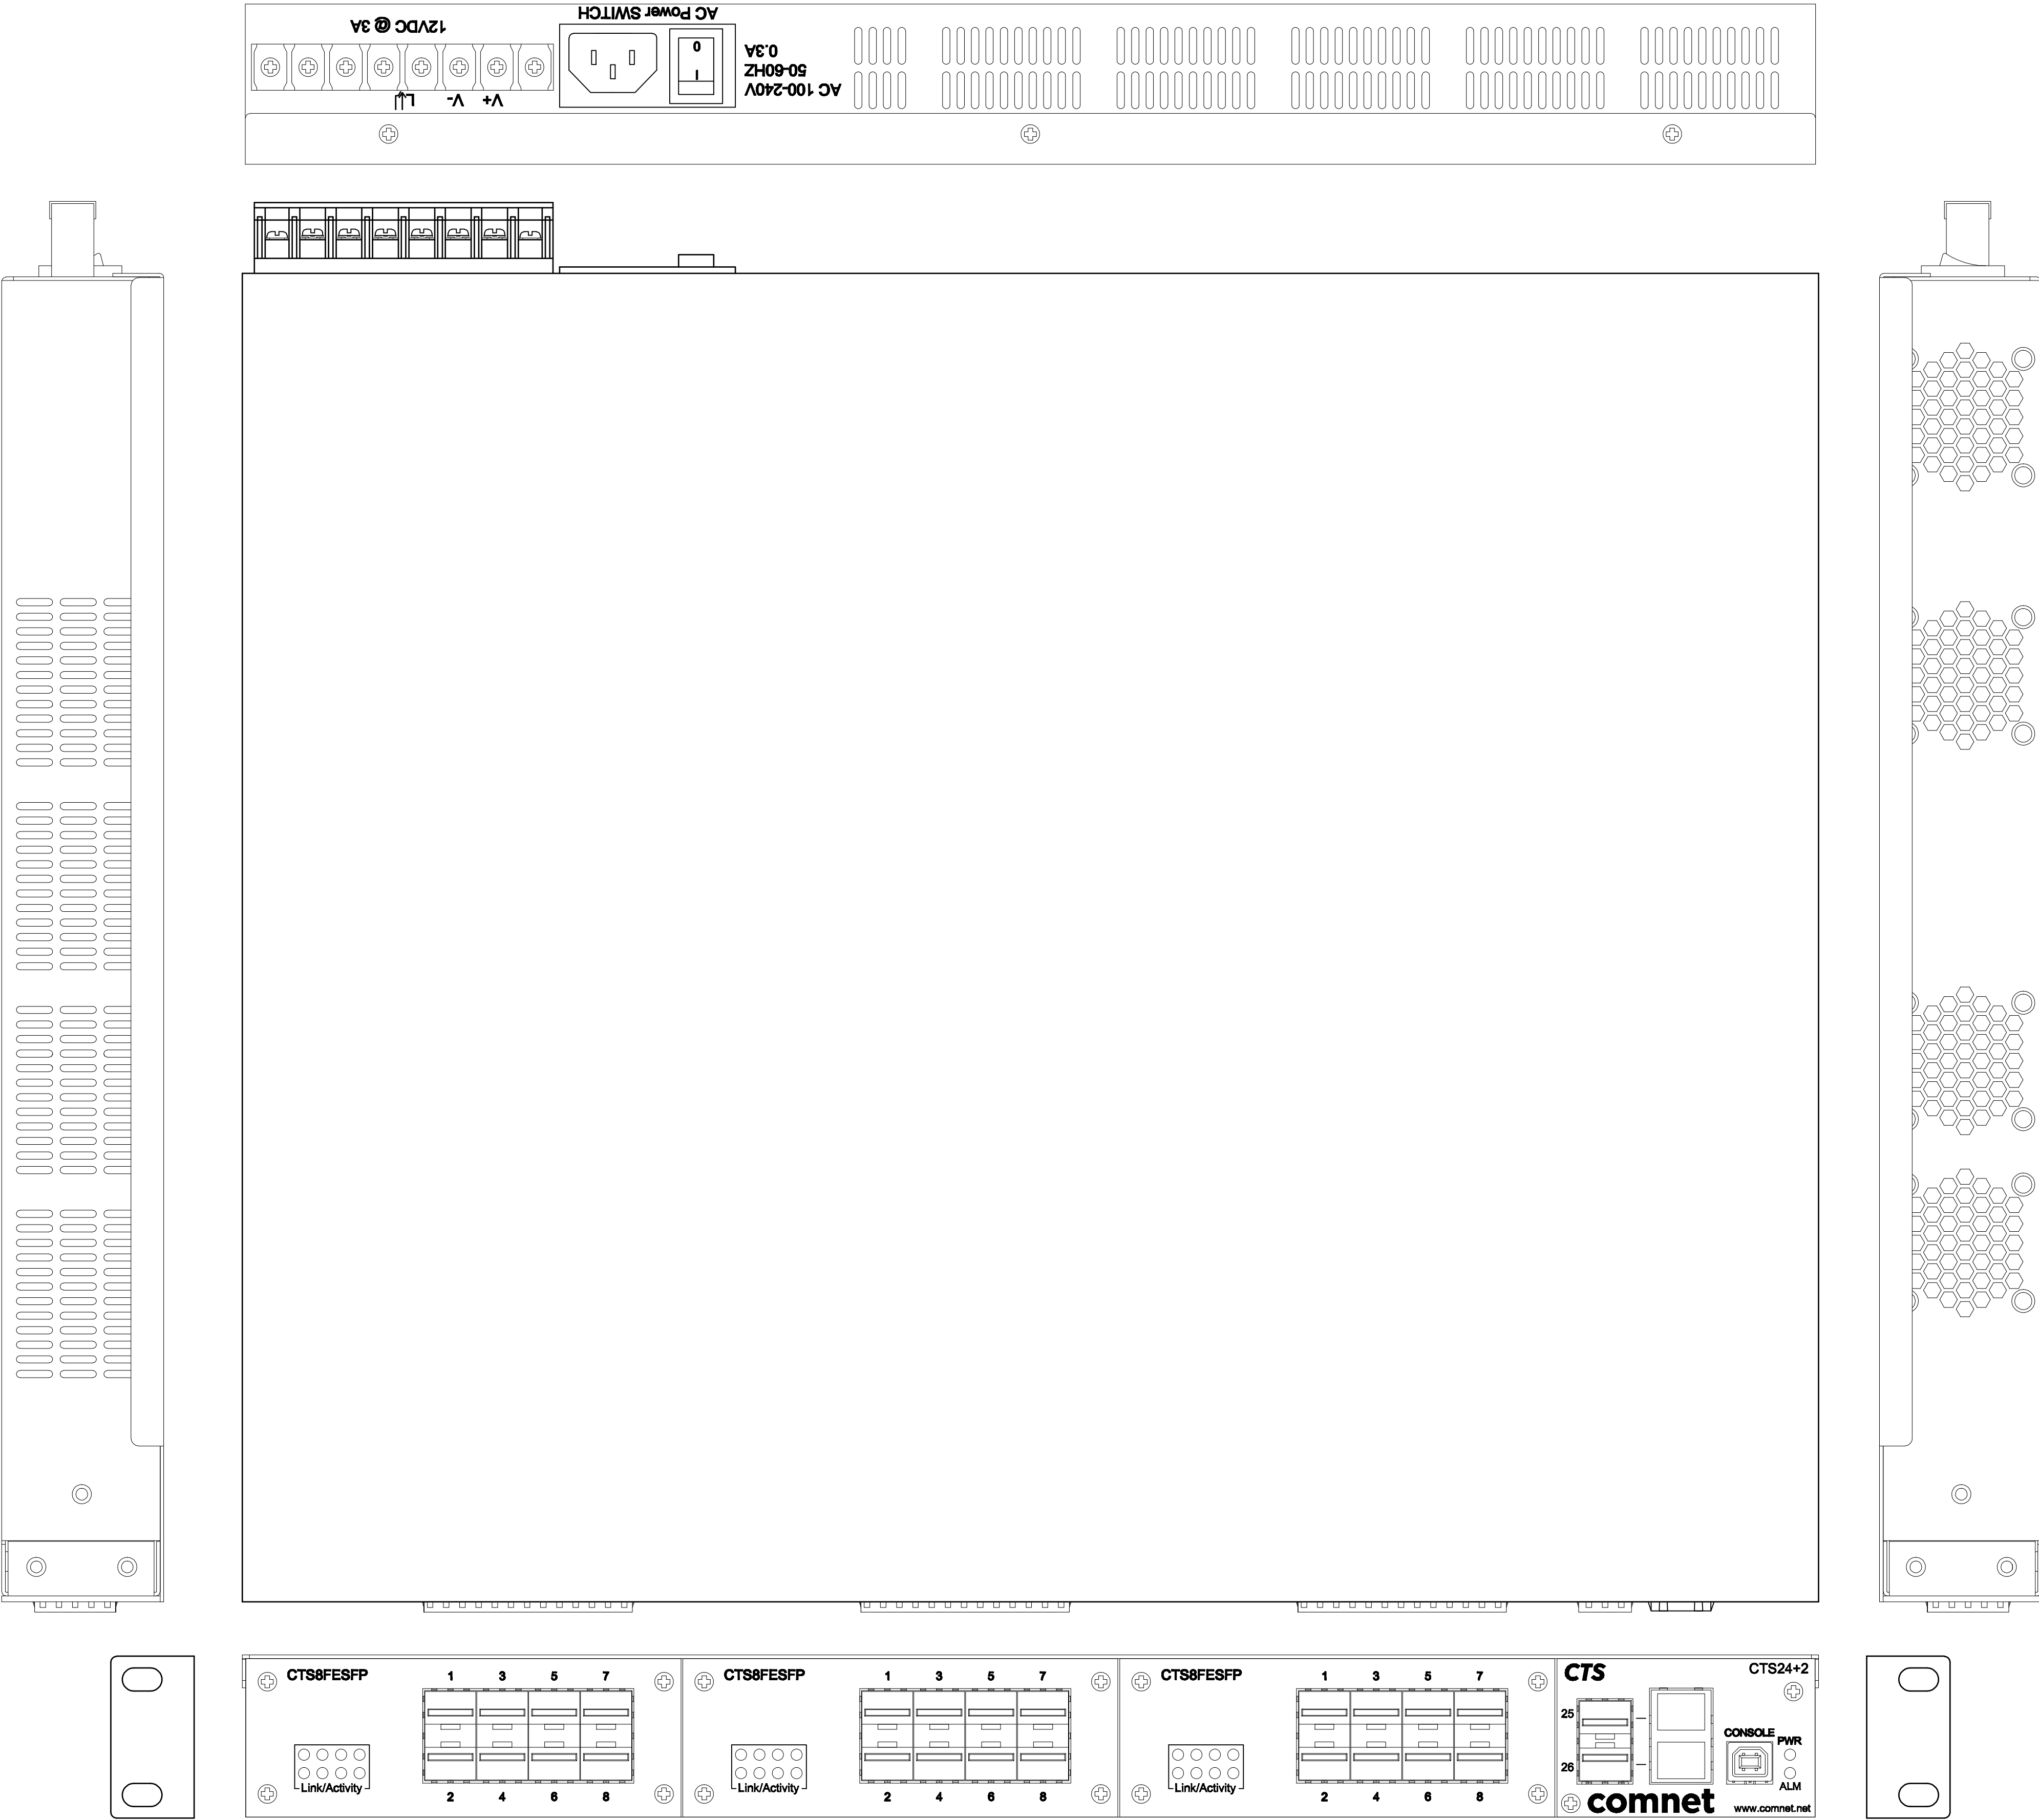 AC Power SWITCH
12VDC @ 3A
0
I
0.3A
50-60HZ
AC 100-240V
V+ V- L
CTS8FESFP
1 3 5 7
Link/Activity
2 4 6 8
CTS8FESFP
1 3 5 7
Link/Activity
2 4 6 8
CTS8FESFP
1 3 5 7
Link/Activity
2 4 6 8
CTS
CTS24+2
25
26
CONSOLE
PWR
ALM
comnet
www.comnet.net